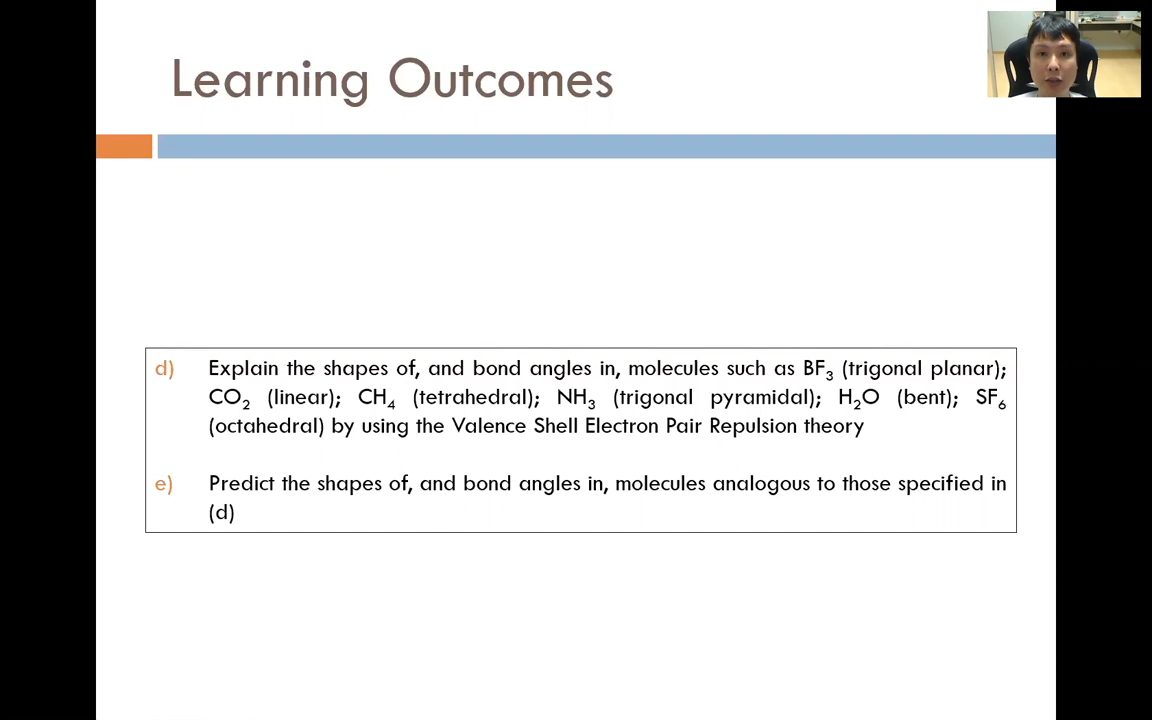 Learning Outcomes
d) Explain the shapes of, and bond angles in, molecules such as BF₃ (trigonal planar);
CO₂ (linear); CH₄ (tetrahedral); NH₃ (trigonal pyramidal); H₂O (bent); SF₆
(octahedral) by using the Valence Shell Electron Pair Repulsion theory
e) Predict the shapes of, and bond angles in, molecules analogous to those specified in
(d)